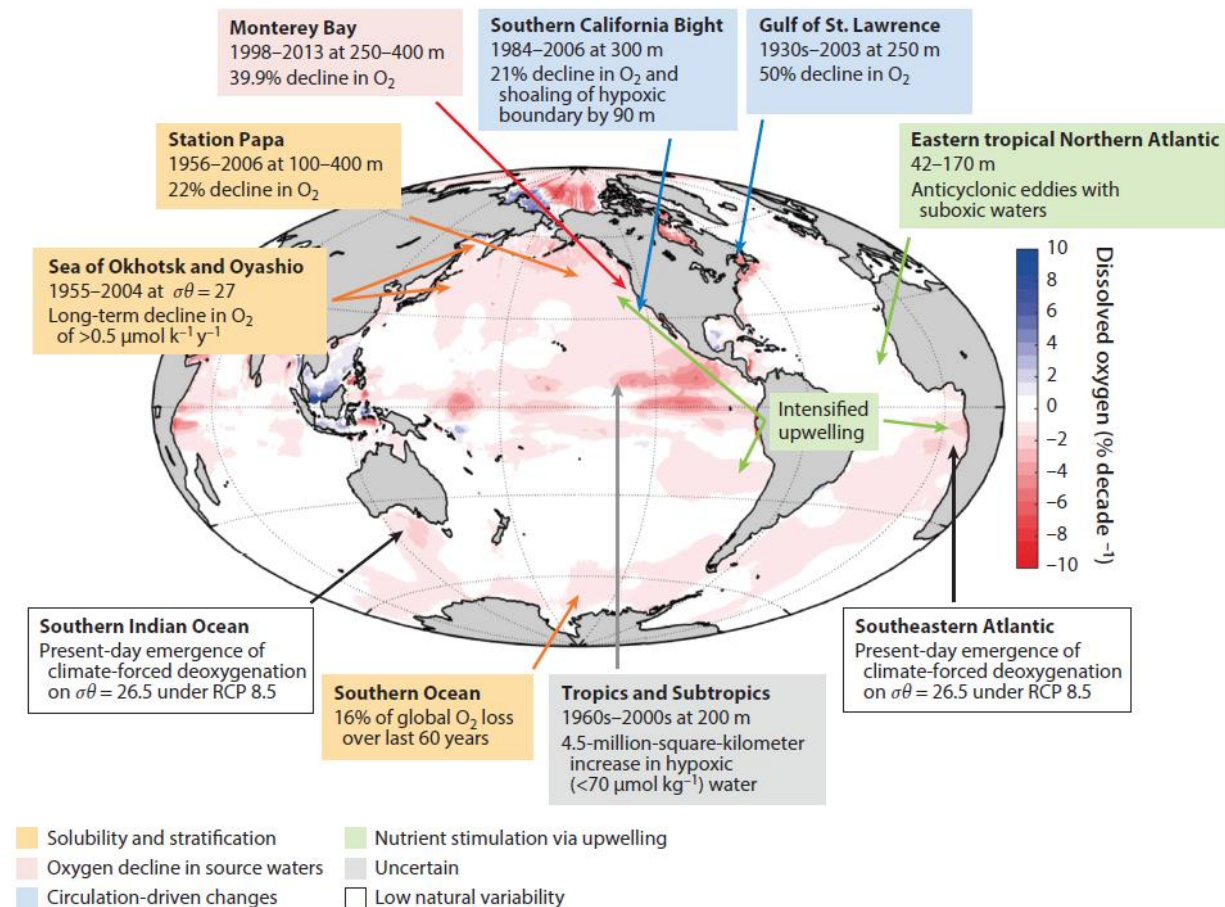 Monterey Bay
1998–2013 at 250–400 m
39.9% decline in O₂
Southern California Bight
1984–2006 at 300 m
21% decline in O₂ and
shoaling of hypoxic
boundary by 90 m
Gulf of St. Lawrence
1930s–2003 at 250 m
50% decline in O₂
Station Papa
1956–2006 at 100–400 m
22% decline in O₂
Eastern tropical Northern Atlantic
42–170 m
Anticyclonic eddies with
suboxic waters
Sea of Okhotsk and Oyashio
1955–2004 at σθ = 27
Long-term decline in O₂
of >0.5 μmol k⁻¹ y⁻¹
Intensified
upwelling
10
8
6
4
2
0
−2
−4
−6
−8
−10
Dissolved oxygen (% decade⁻¹)
Southern Indian Ocean
Present-day emergence of
climate-forced deoxygenation
on σθ = 26.5 under RCP 8.5
Southern Ocean
16% of global O₂ loss
over last 60 years
Tropics and Subtropics
1960s–2000s at 200 m
4.5-million-square-kilometer
increase in hypoxic
(<70 μmol kg⁻¹) water
Southeastern Atlantic
Present-day emergence of
climate-forced deoxygenation
on σθ = 26.5 under RCP 8.5
Solubility and stratification
Oxygen decline in source waters
Circulation-driven changes
Nutrient stimulation via upwelling
Uncertain
Low natural variability